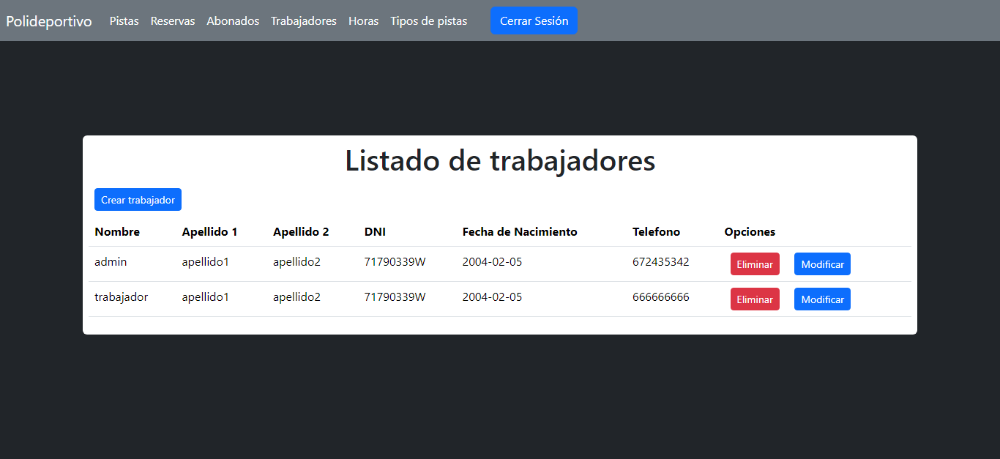 Polideportivo Pistas Reservas Abonados Trabajadores Horas Tipos de pistas Cerrar Sesión
Listado de trabajadores
Crear trabajador
Nombre Apellido 1 Apellido 2 DNI Fecha de Nacimiento Telefono Opciones
admin apellido1 apellido2 71790339W 2004-02-05 672435342 Eliminar Modificar
trabajador apellido1 apellido2 71790339W 2004-02-05 666666666 Eliminar Modificar